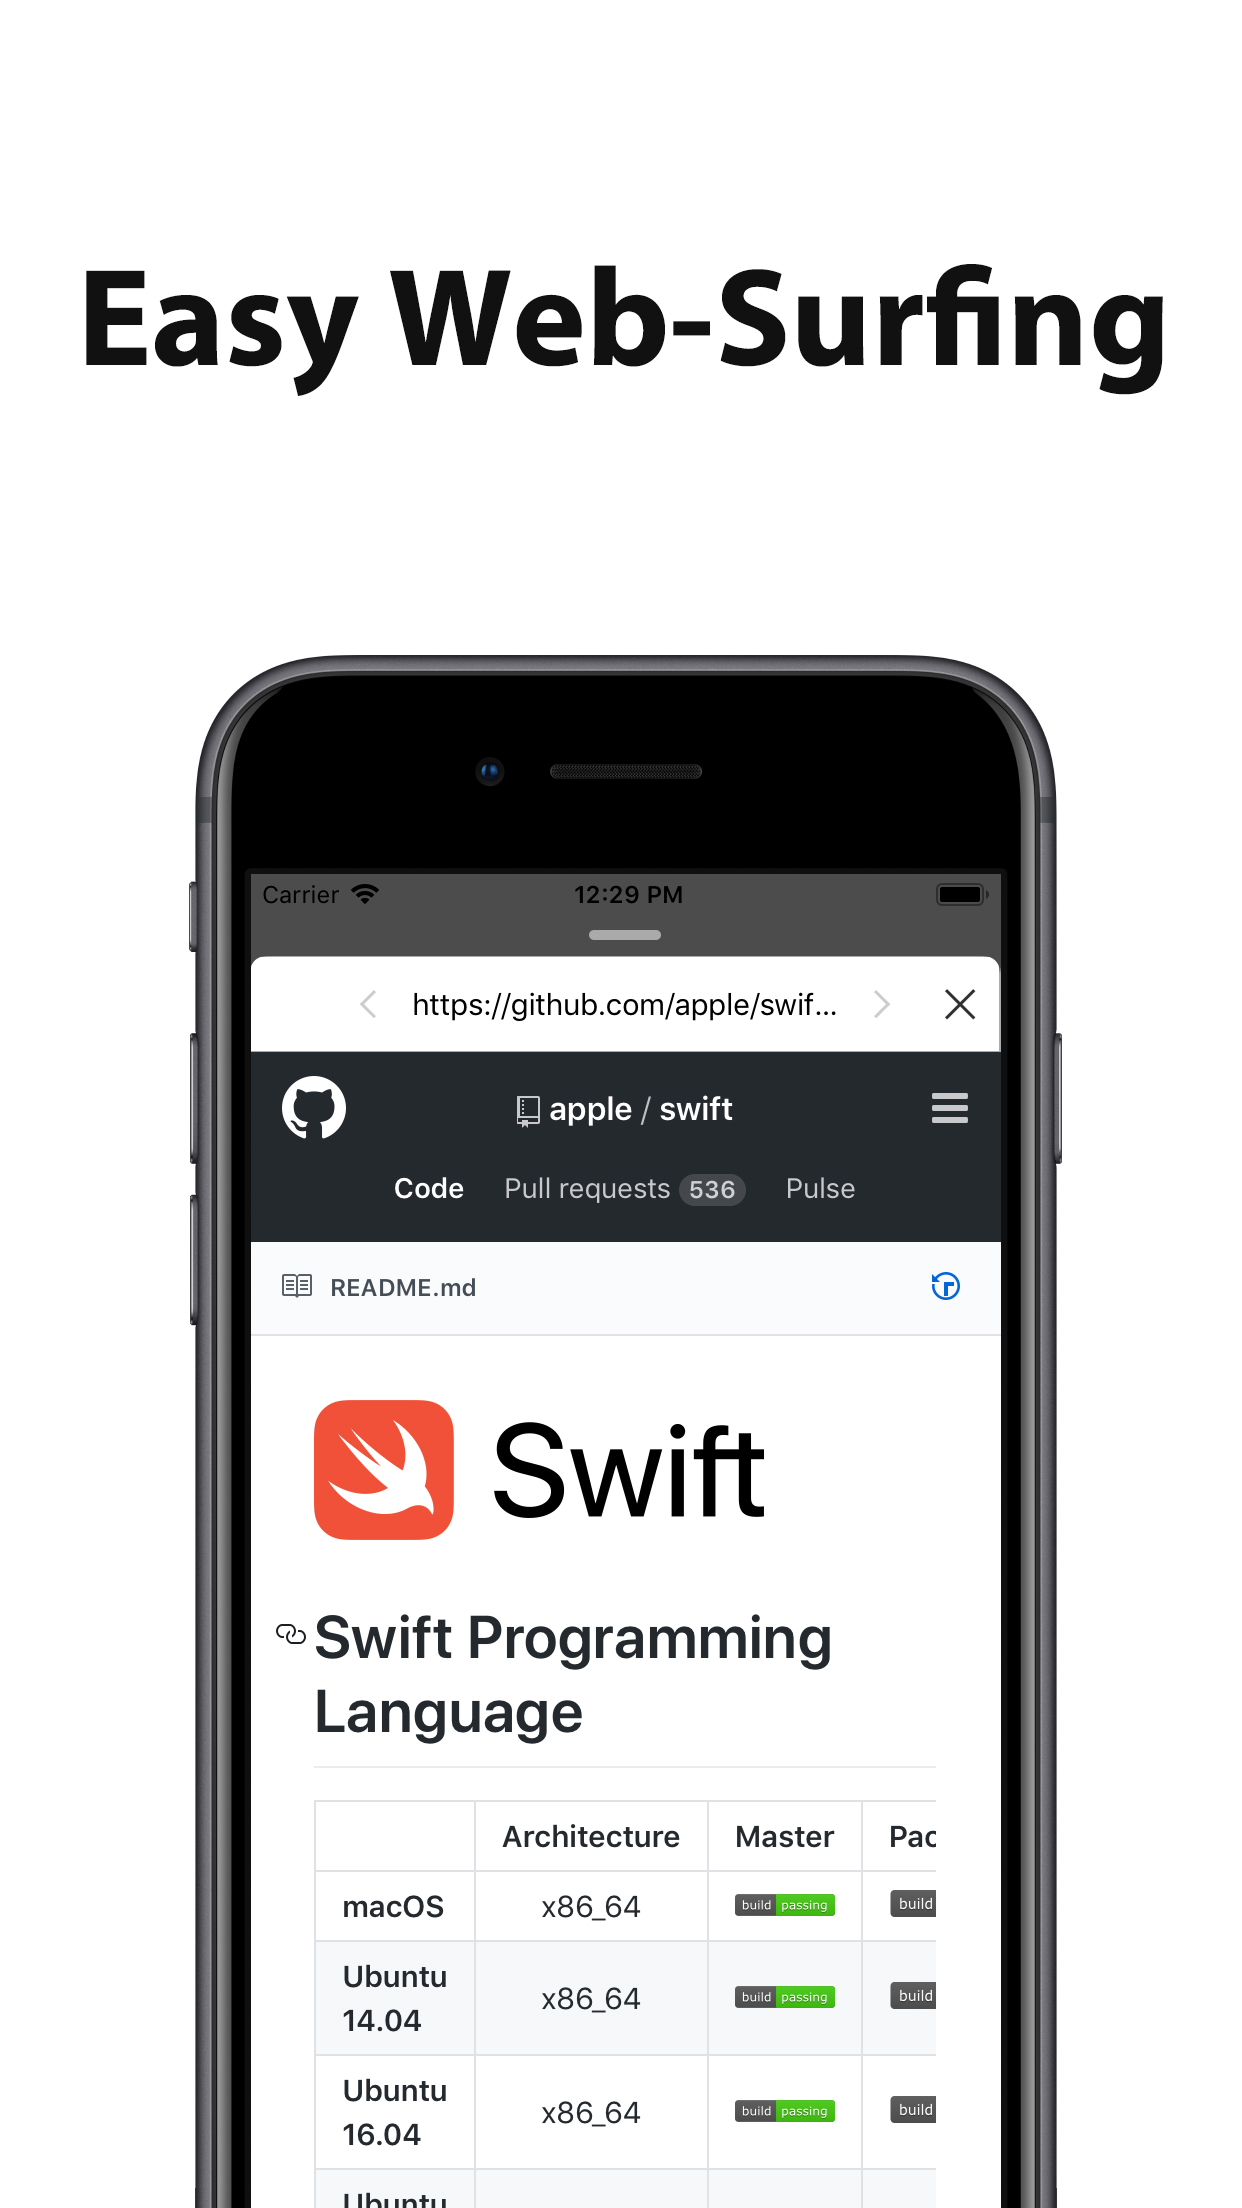 Easy Web-Surfing
Carrier 12:29 PM
https://github.com/apple/swif...
apple / swift
Code Pull requests 536 Pulse
README.md
Swift
Swift Programming
Language
Architecture Master Pac
macOS x86_64 build passing build
Ubuntu
14.04 x86_64 build passing build
Ubuntu
16.04 x86_64 build passing build
Ubuntu